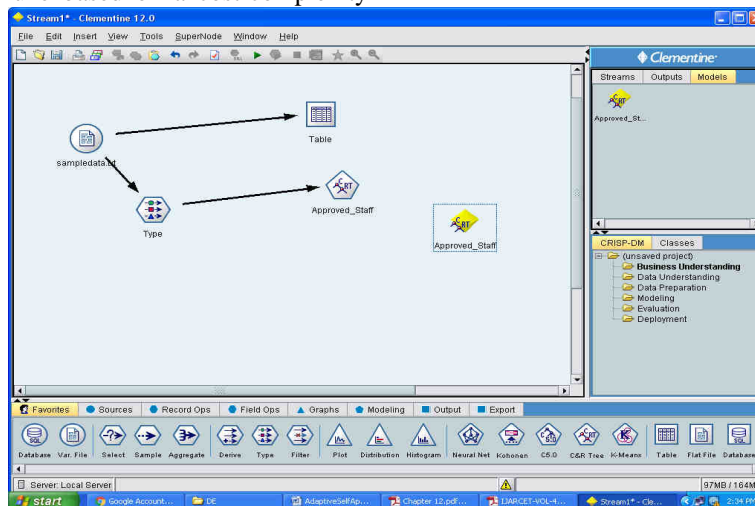 Stream1* - Clementine 12.0
File Edit Insert View Tools SuperNode Window Help
Clementine
Streams Outputs Models
Approved_St...
sampledata.txt
Table
Type
Approved_Staff
Approved_Staff
CRISP-DM Classes
(unsaved project)
Business Understanding
Data Understanding
Data Preparation
Modeling
Evaluation
Deployment
Favorites Sources Record Ops Field Ops Graphs Modeling Output Export
Database Var. File Select Sample Aggregate Derive Type Filter Plot Distribution Histogram Neural Net Kohonen C5.0 C&R Tree K-Means Table Flat File Database
Server: Local Server 97MB / 164M
start Google Account... DE AdaptiveSelfAp... Chapter 12.pdf... IJARCET-VOL-4... Stream1* - Cle... 2:34 PM